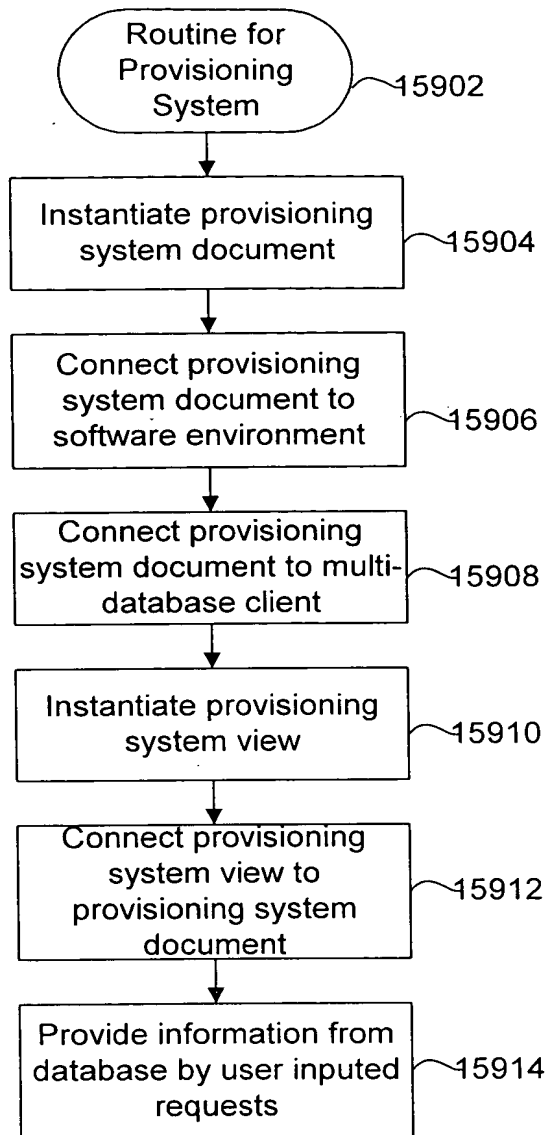 Routine for
Provisioning
System
15902
Instantiate provisioning
system document
15904
Connect provisioning
system document to
software environment
15906
Connect provisioning
system document to multi-
database client
15908
Instantiate provisioning
system view
15910
Connect provisioning
system view to
provisioning system
document
15912
Provide information from
database by user inputed
requests
15914